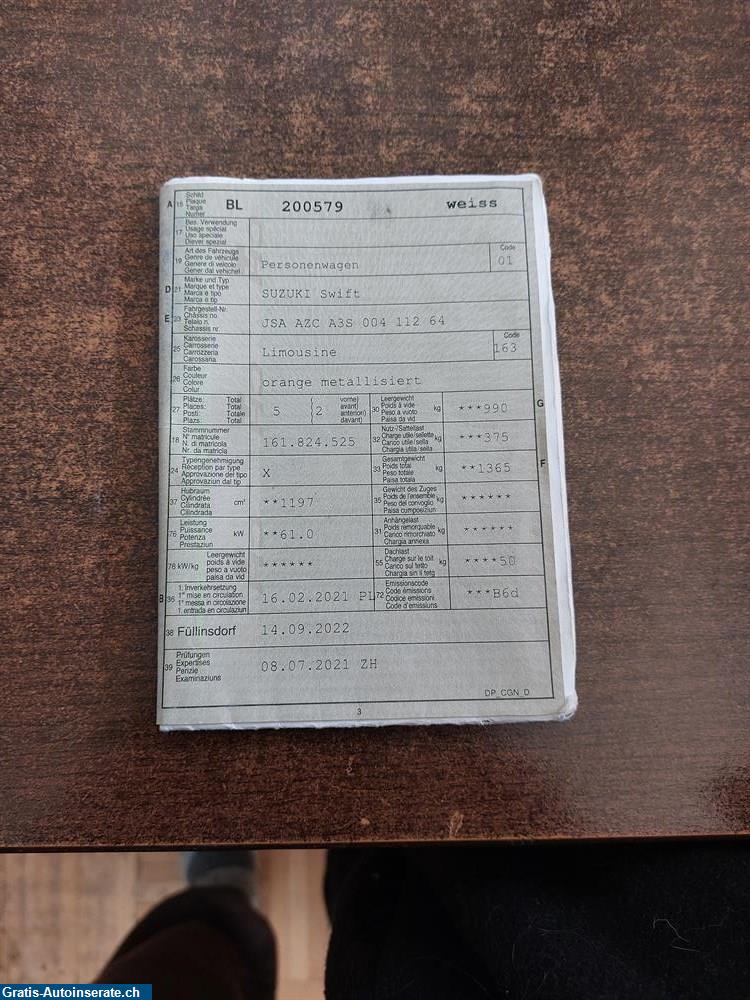 A 15 Schild Plaque Targa Numer BL 200579 weiss
17 Bes. Verwendung Usage spécial Uso speciale Diever spezial
19 Art des Fahrzeugs Genre de véhicule Genere di veicolo Gener dal vehichel Personenwagen Code 01
D 21 Marke und Typ Marque et type Marca e tipo Marca e tip SUZUKI Swift
E 23 Fahrgestell-Nr. Châssis no. Telaio n. Schassis nr. JSA AZC A3S 004 112 64
25 Karosserie Carrosserie Carrozzeria Carossaria Limousine Code 163
26 Farbe Couleur Colore Colur orange metallisiert
27 Plätze: Total Places: Total Posti: Totale Plazs: Total 5 {2 vorne) avant) anteriori) davant) 30 Leergewicht Poids à vide Peso a vuoto Paisa da vid kg ***990 G
18 Stammnummer N° matricule N. di matricola Nr. da matricla 161.824.525 32 Nutz-/Sattellast Charge utile/sellette Carico utile/sella Chargia utila/sella kg ***375
24 Typengenehmigung Réception par type Approvazione del tipo Approvaziun dal tip X 33 Gesamtgewicht Poids total Peso totale Paisa totala kg **1365 F
37 Hubraum Cylindrée Cilindrata Cilindrada cm³ **1197 35 Gewicht des Zuges Poids de l'ensemble Peso del convoglio Paisa cumposiziun kg ******
76 Leistung Puissance Potenza Prestaziun kW **61.0 31 Anhängelast Poids remorquable Carico rimorchiato Chargia annexa kg ******
78 kW/kg Leergewicht poids à vide peso a vuoto paisa da vid ****** 55 Dachlast Charge sur le toit Carico sul tetto Chargia sin il tetg kg ****50
B 36 1. Inverkehrsetzung 1re mise en circulation 1a messa in circolazione 1. entrada en circulaziun 16.02.2021 PL 72 Emissionscode Code émissions Codice emissioni Code d'emissiuns ***B6d
38 Füllinsdorf 14.09.2022
39 Prüfungen Expertises Perizie Examinaziuns 08.07.2021 ZH
DP_CGN_D
3
Gratis-Autoinserate.ch